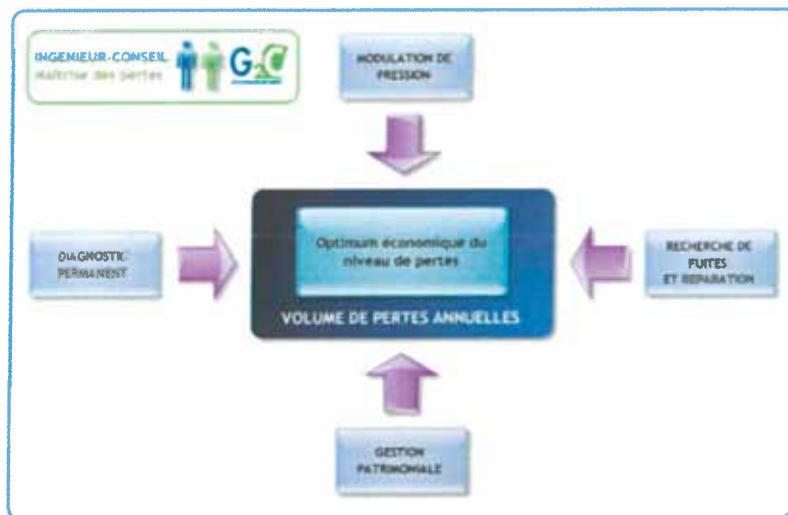 INGENIEUR-CONSEIL
Maîtrise des pertes
G2C
MODULATION DE
PRESSION
DIAGNOSTIC
PERMANENT
Optimum économique du
niveau de pertes
VOLUME DE PERTES ANNUELLES
RECHERCHE DE
FUITES
ET REPARATION
GESTION
PATRIMONIALE